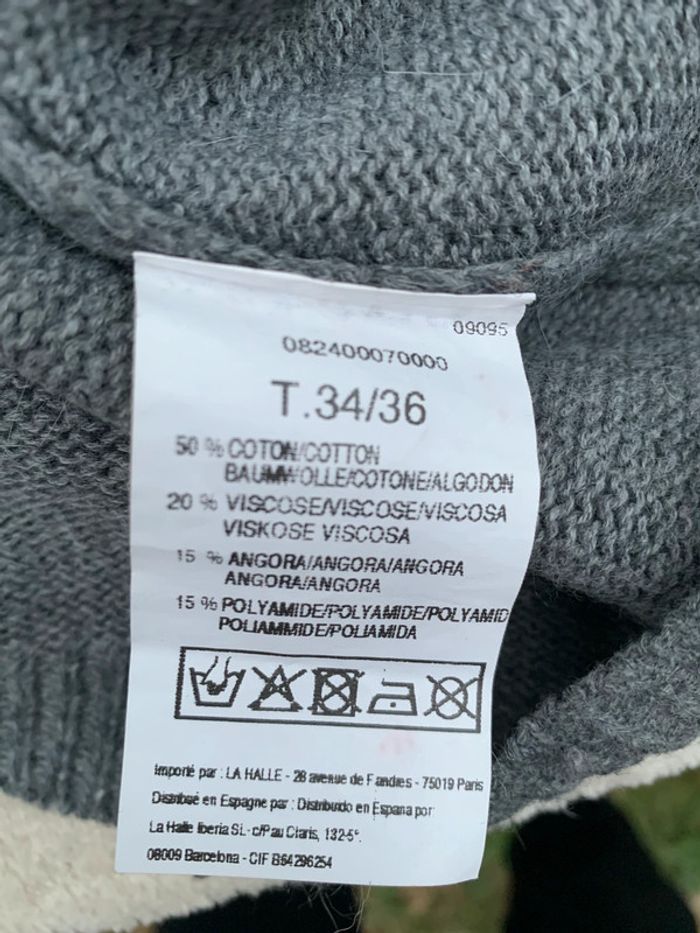 09095
082400070000
T.34/36
50 % COTON/COTTON
BAUMWOLLE/COTONE/ALGODON
20 % VISCOSE/VISCOSE/VISCOSA
VISKOSE VISCOSA
15 % ANGORA/ANGORA/ANGORA
ANGORA/ANGORA
15 % POLYAMIDE/POLYAMIDE/POLYAMID
POLIAMMIDE/POLIAMIDA
Importé par : LA HALLE - 28 avenue de Flandres - 75019 Paris
Distribué en Espagne par : Distribuido en Espana por
La Halle Iberia SL - c/Pau Claris, 132-5°.
08009 Barcelona - CIF B64296254